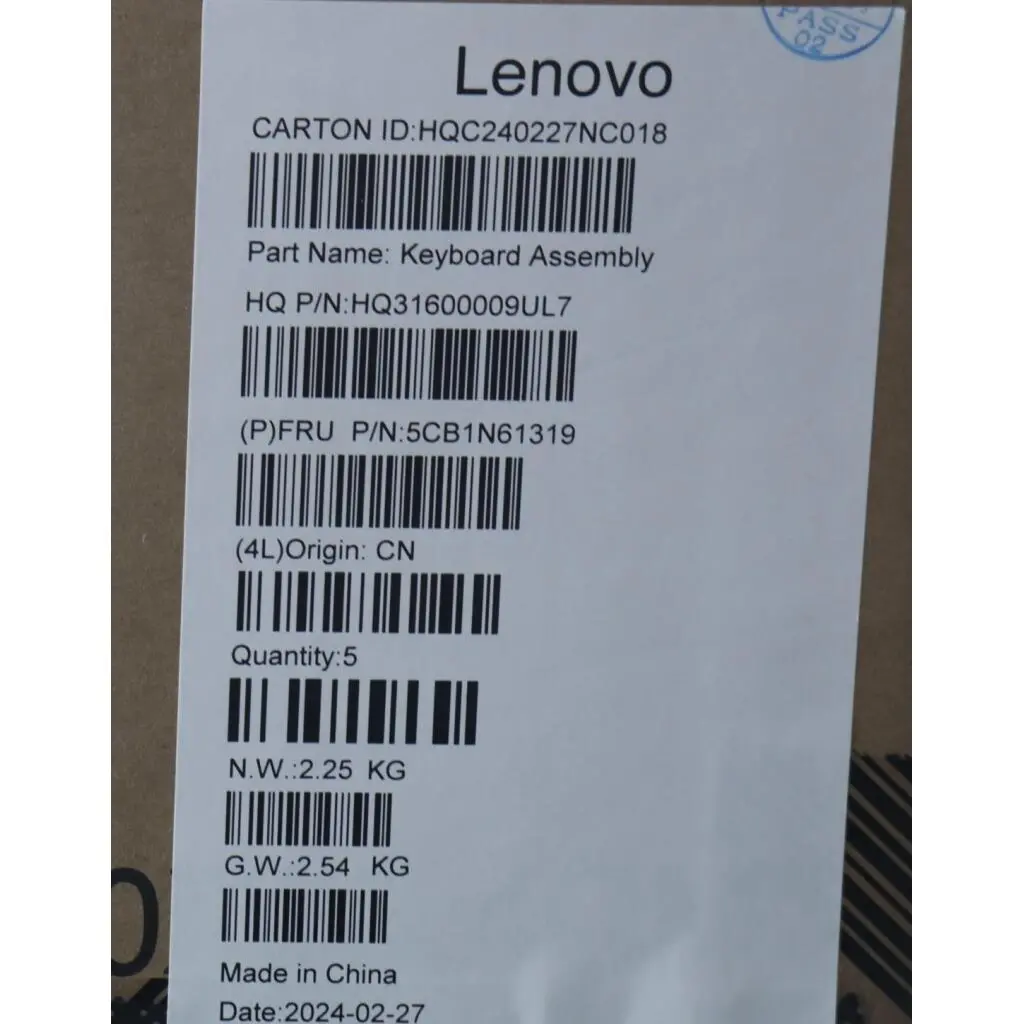 PASS
02
Lenovo
CARTON ID:HQC240227NC018
Part Name: Keyboard Assembly
HQ P/N:HQ31600009UL7
(P)FRU P/N:5CB1N61319
(4L)Origin: CN
Quantity:5
N.W.:2.25 KG
G.W.:2.54 KG
Made in China
Date:2024-02-27